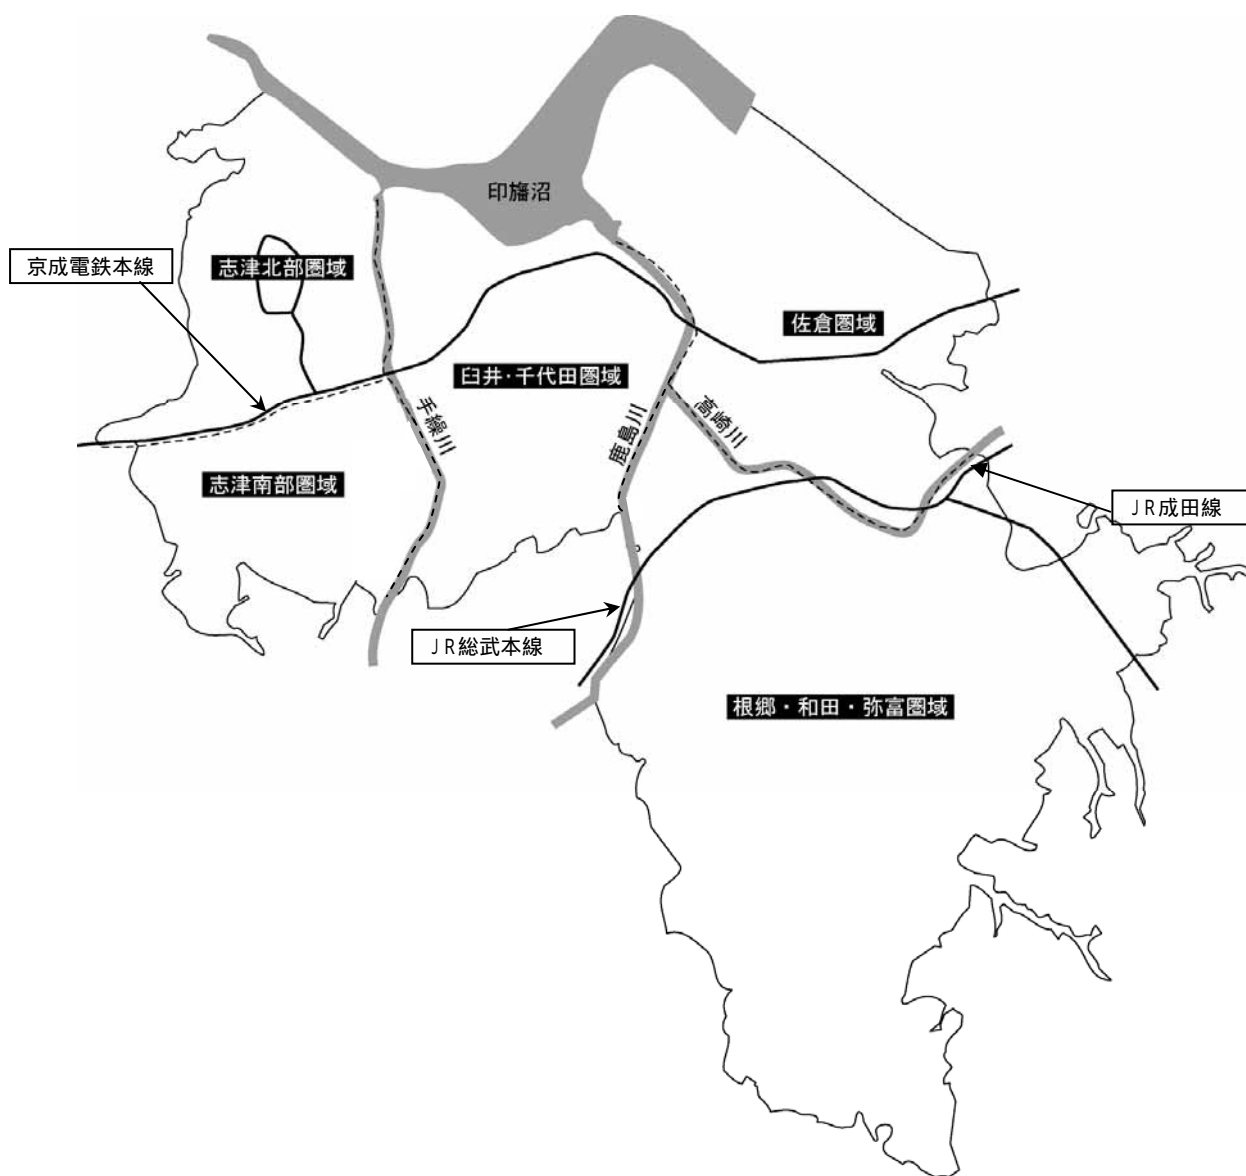 印旛沼
京成電鉄本線
志津北部圏域
佐倉圏域
臼井・千代田圏域
手繰川
鹿島川
高崎川
志津南部圏域
JR成田線
JR総武本線
根郷・和田・弥富圏域